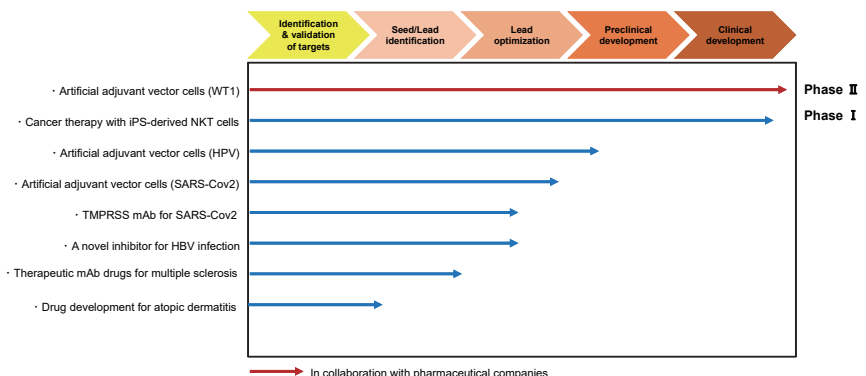 Identification
& validation
of targets
Seed/Lead
identification
Lead
optimization
Preclinical
development
Clinical
development
・Artificial adjuvant vector cells (WT1)
Phase Ⅱ
・Cancer therapy with iPS-derived NKT cells
Phase Ⅰ
・Artificial adjuvant vector cells (HPV)
・Artificial adjuvant vector cells (SARS-Cov2)
・TMPRSS mAb for SARS-Cov2
・A novel inhibitor for HBV infection
・Therapeutic mAb drugs for multiple sclerosis
・Drug development for atopic dermatitis
In collaboration with pharmaceutical companies